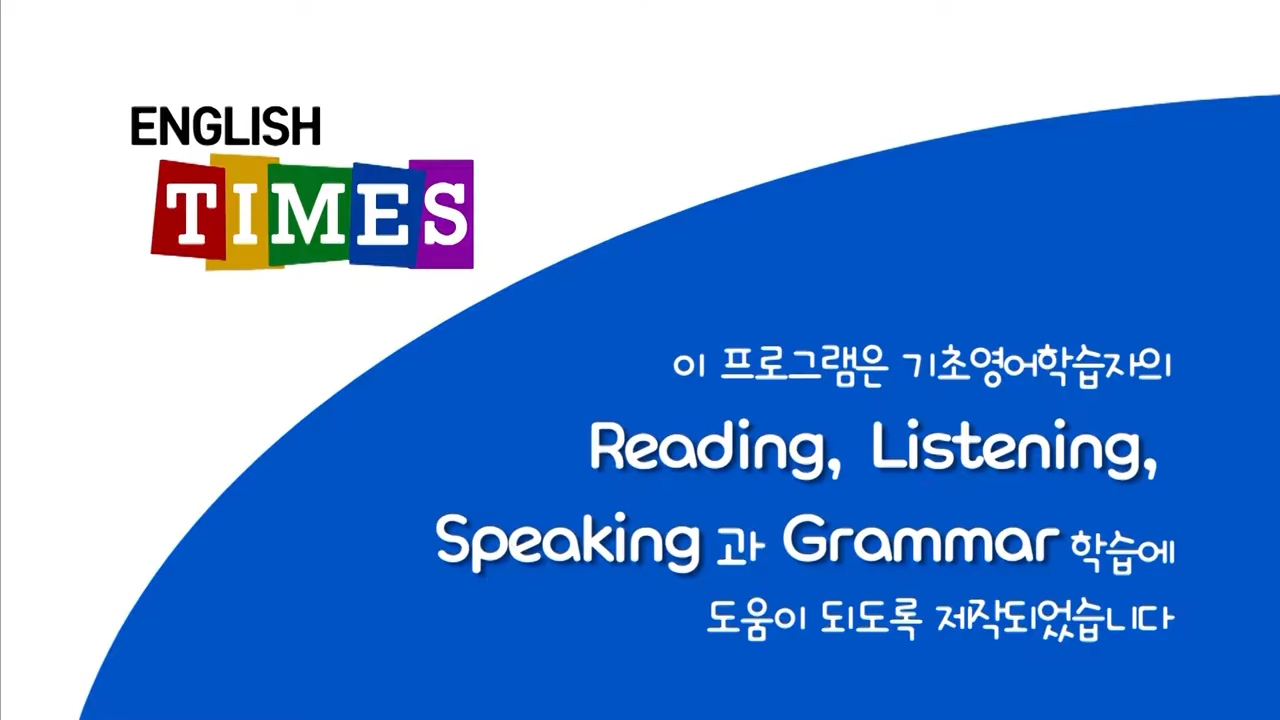 ENGLISH
TIMES
이 프로그램은 기초영어학습자의
Reading, Listening,
Speaking 과 Grammar 학습에
도움이 되도록 제작되었습니다